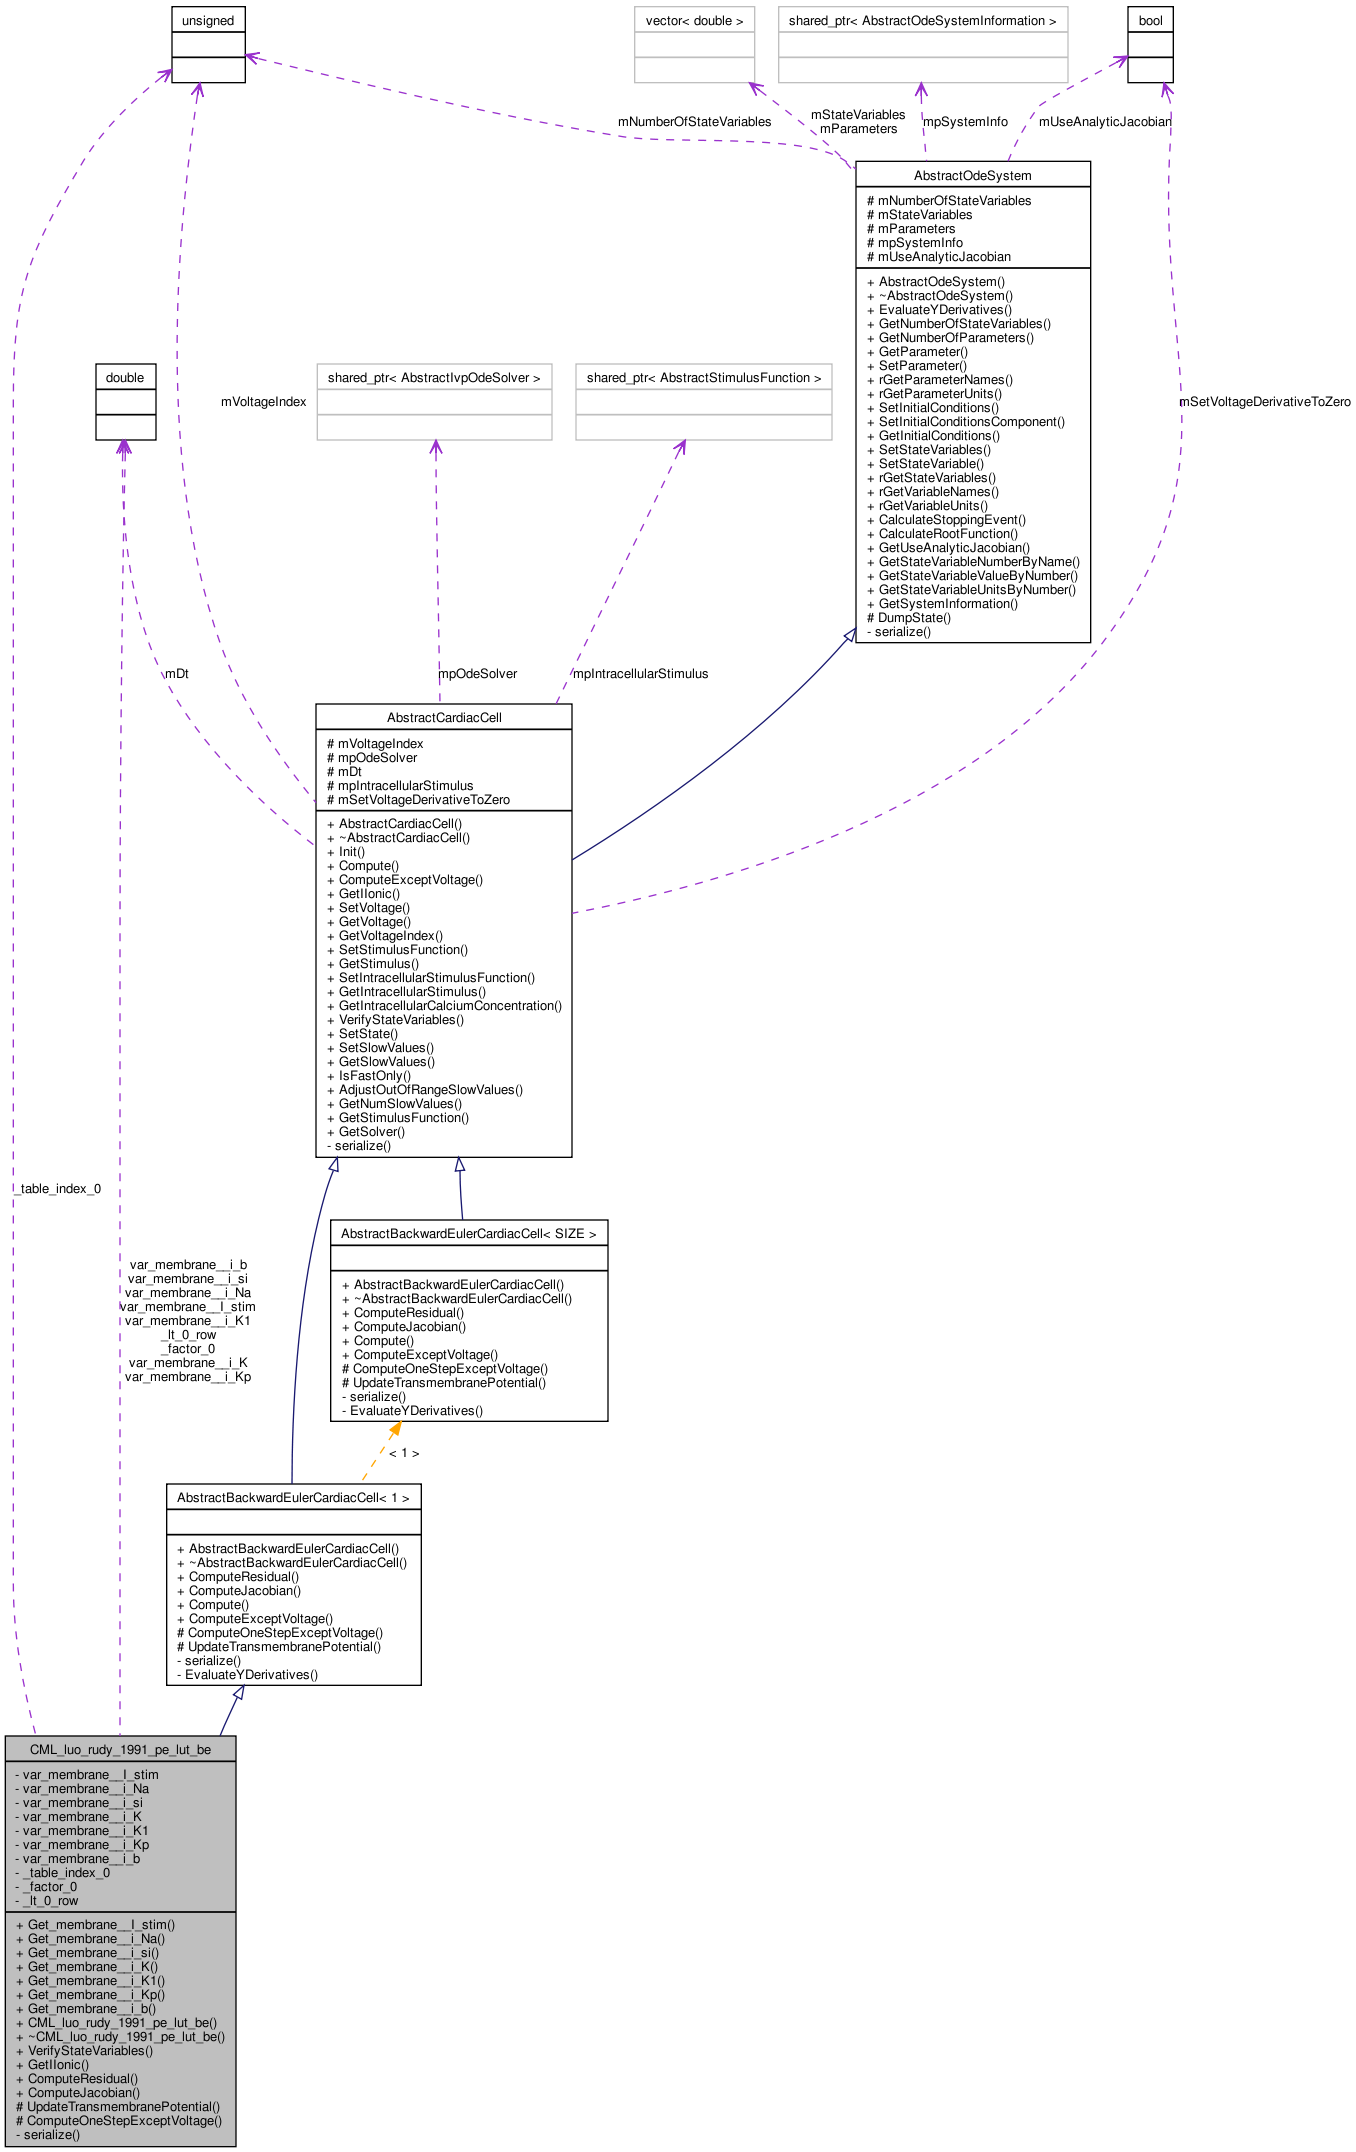 unsigned
vector< double >
shared_ptr< AbstractOdeSystemInformation >
bool
mNumberOfStateVariables
mStateVariables
mParameters
mpSystemInfo
mUseAnalyticJacobian
AbstractOdeSystem
# mNumberOfStateVariables
# mStateVariables
# mParameters
# mpSystemInfo
# mUseAnalyticJacobian
+ AbstractOdeSystem()
+ ~AbstractOdeSystem()
+ EvaluateYDerivatives()
+ GetNumberOfStateVariables()
+ GetNumberOfParameters()
+ GetParameter()
+ SetParameter()
+ rGetParameterNames()
+ rGetParameterUnits()
+ SetInitialConditions()
+ SetInitialConditionsComponent()
+ GetInitialConditions()
+ SetStateVariables()
+ SetStateVariable()
+ rGetStateVariables()
+ rGetVariableNames()
+ rGetVariableUnits()
+ CalculateStoppingEvent()
+ CalculateRootFunction()
+ GetUseAnalyticJacobian()
+ GetStateVariableNumberByName()
+ GetStateVariableValueByNumber()
+ GetStateVariableUnitsByNumber()
+ GetSystemInformation()
# DumpState()
- serialize()
double
shared_ptr< AbstractIvpOdeSolver >
shared_ptr< AbstractStimulusFunction >
mVoltageIndex
mSetVoltageDerivativeToZero
mDt
mpOdeSolver
mpIntracellularStimulus
AbstractCardiacCell
# mVoltageIndex
# mpOdeSolver
# mDt
# mpIntracellularStimulus
# mSetVoltageDerivativeToZero
+ AbstractCardiacCell()
+ ~AbstractCardiacCell()
+ Init()
+ Compute()
+ ComputeExceptVoltage()
+ GetIIonic()
+ SetVoltage()
+ GetVoltage()
+ GetVoltageIndex()
+ SetStimulusFunction()
+ GetStimulus()
+ SetIntracellularStimulusFunction()
+ GetIntracellularStimulus()
+ GetIntracellularCalciumConcentration()
+ VerifyStateVariables()
+ SetState()
+ SetSlowValues()
+ GetSlowValues()
+ IsFastOnly()
+ AdjustOutOfRangeSlowValues()
+ GetNumSlowValues()
+ GetStimulusFunction()
+ GetSolver()
- serialize()
_table_index_0
AbstractBackwardEulerCardiacCell< SIZE >
+ AbstractBackwardEulerCardiacCell()
+ ~AbstractBackwardEulerCardiacCell()
+ ComputeResidual()
+ ComputeJacobian()
+ Compute()
+ ComputeExceptVoltage()
# ComputeOneStepExceptVoltage()
# UpdateTransmembranePotential()
- serialize()
- EvaluateYDerivatives()
var_membrane__i_b
var_membrane__i_si
var_membrane__i_Na
var_membrane__I_stim
var_membrane__i_K1
_lt_0_row
_factor_0
var_membrane__i_K
var_membrane__i_Kp
< 1 >
AbstractBackwardEulerCardiacCell< 1 >
+ AbstractBackwardEulerCardiacCell()
+ ~AbstractBackwardEulerCardiacCell()
+ ComputeResidual()
+ ComputeJacobian()
+ Compute()
+ ComputeExceptVoltage()
# ComputeOneStepExceptVoltage()
# UpdateTransmembranePotential()
- serialize()
- EvaluateYDerivatives()
CML_luo_rudy_1991_pe_lut_be
- var_membrane__I_stim
- var_membrane__i_Na
- var_membrane__i_si
- var_membrane__i_K
- var_membrane__i_K1
- var_membrane__i_Kp
- var_membrane__i_b
- _table_index_0
- _factor_0
- _lt_0_row
+ Get_membrane__I_stim()
+ Get_membrane__i_Na()
+ Get_membrane__i_si()
+ Get_membrane__i_K()
+ Get_membrane__i_K1()
+ Get_membrane__i_Kp()
+ Get_membrane__i_b()
+ CML_luo_rudy_1991_pe_lut_be()
+ ~CML_luo_rudy_1991_pe_lut_be()
+ VerifyStateVariables()
+ GetIIonic()
+ ComputeResidual()
+ ComputeJacobian()
# UpdateTransmembranePotential()
# ComputeOneStepExceptVoltage()
- serialize()